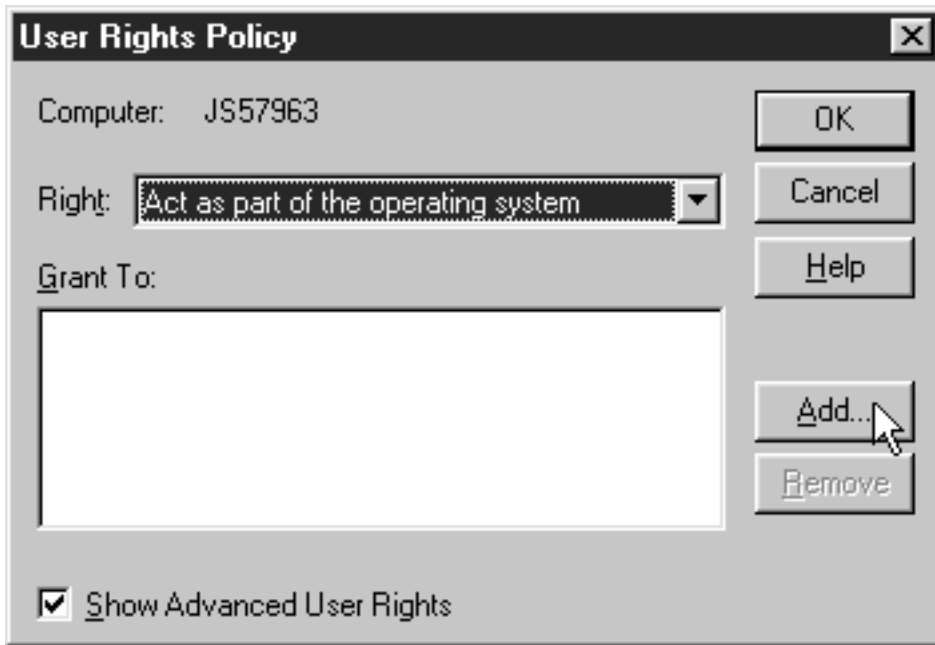 User Rights Policy
Computer: JS57963
OK
Right: Act as part of the operating system
Cancel
Help
Grant To:
Add...
Remove
Show Advanced User Rights